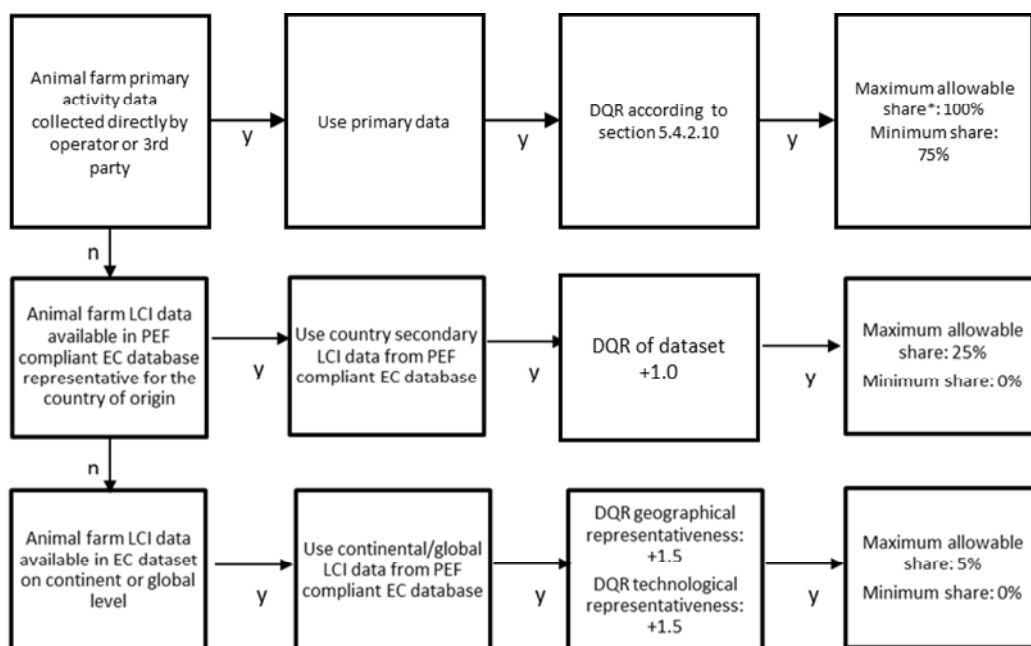 Animal farm primary
activity data
collected directly by
operator or 3rd
party
y
Use primary data
y
DQR according to
section 5.4.2.10
y
Maximum allowable
share*: 100%
Minimum share:
75%
n
Animal farm LCI data
available in PEF
compliant EC database
representative for the
country of origin
y
Use country secondary
LCI data from PEF
compliant EC database
y
DQR of dataset
+1.0
y
Maximum allowable
share: 25%
Minimum share: 0%
n
Animal farm LCI data
available in EC dataset
on continent or global
level
y
Use continental/global
LCI data from PEF
compliant EC database
y
DQR geographical
representativeness:
+1.5
DQR technological
representativeness:
+1.5
y
Maximum allowable
share: 5%
Minimum share: 0%